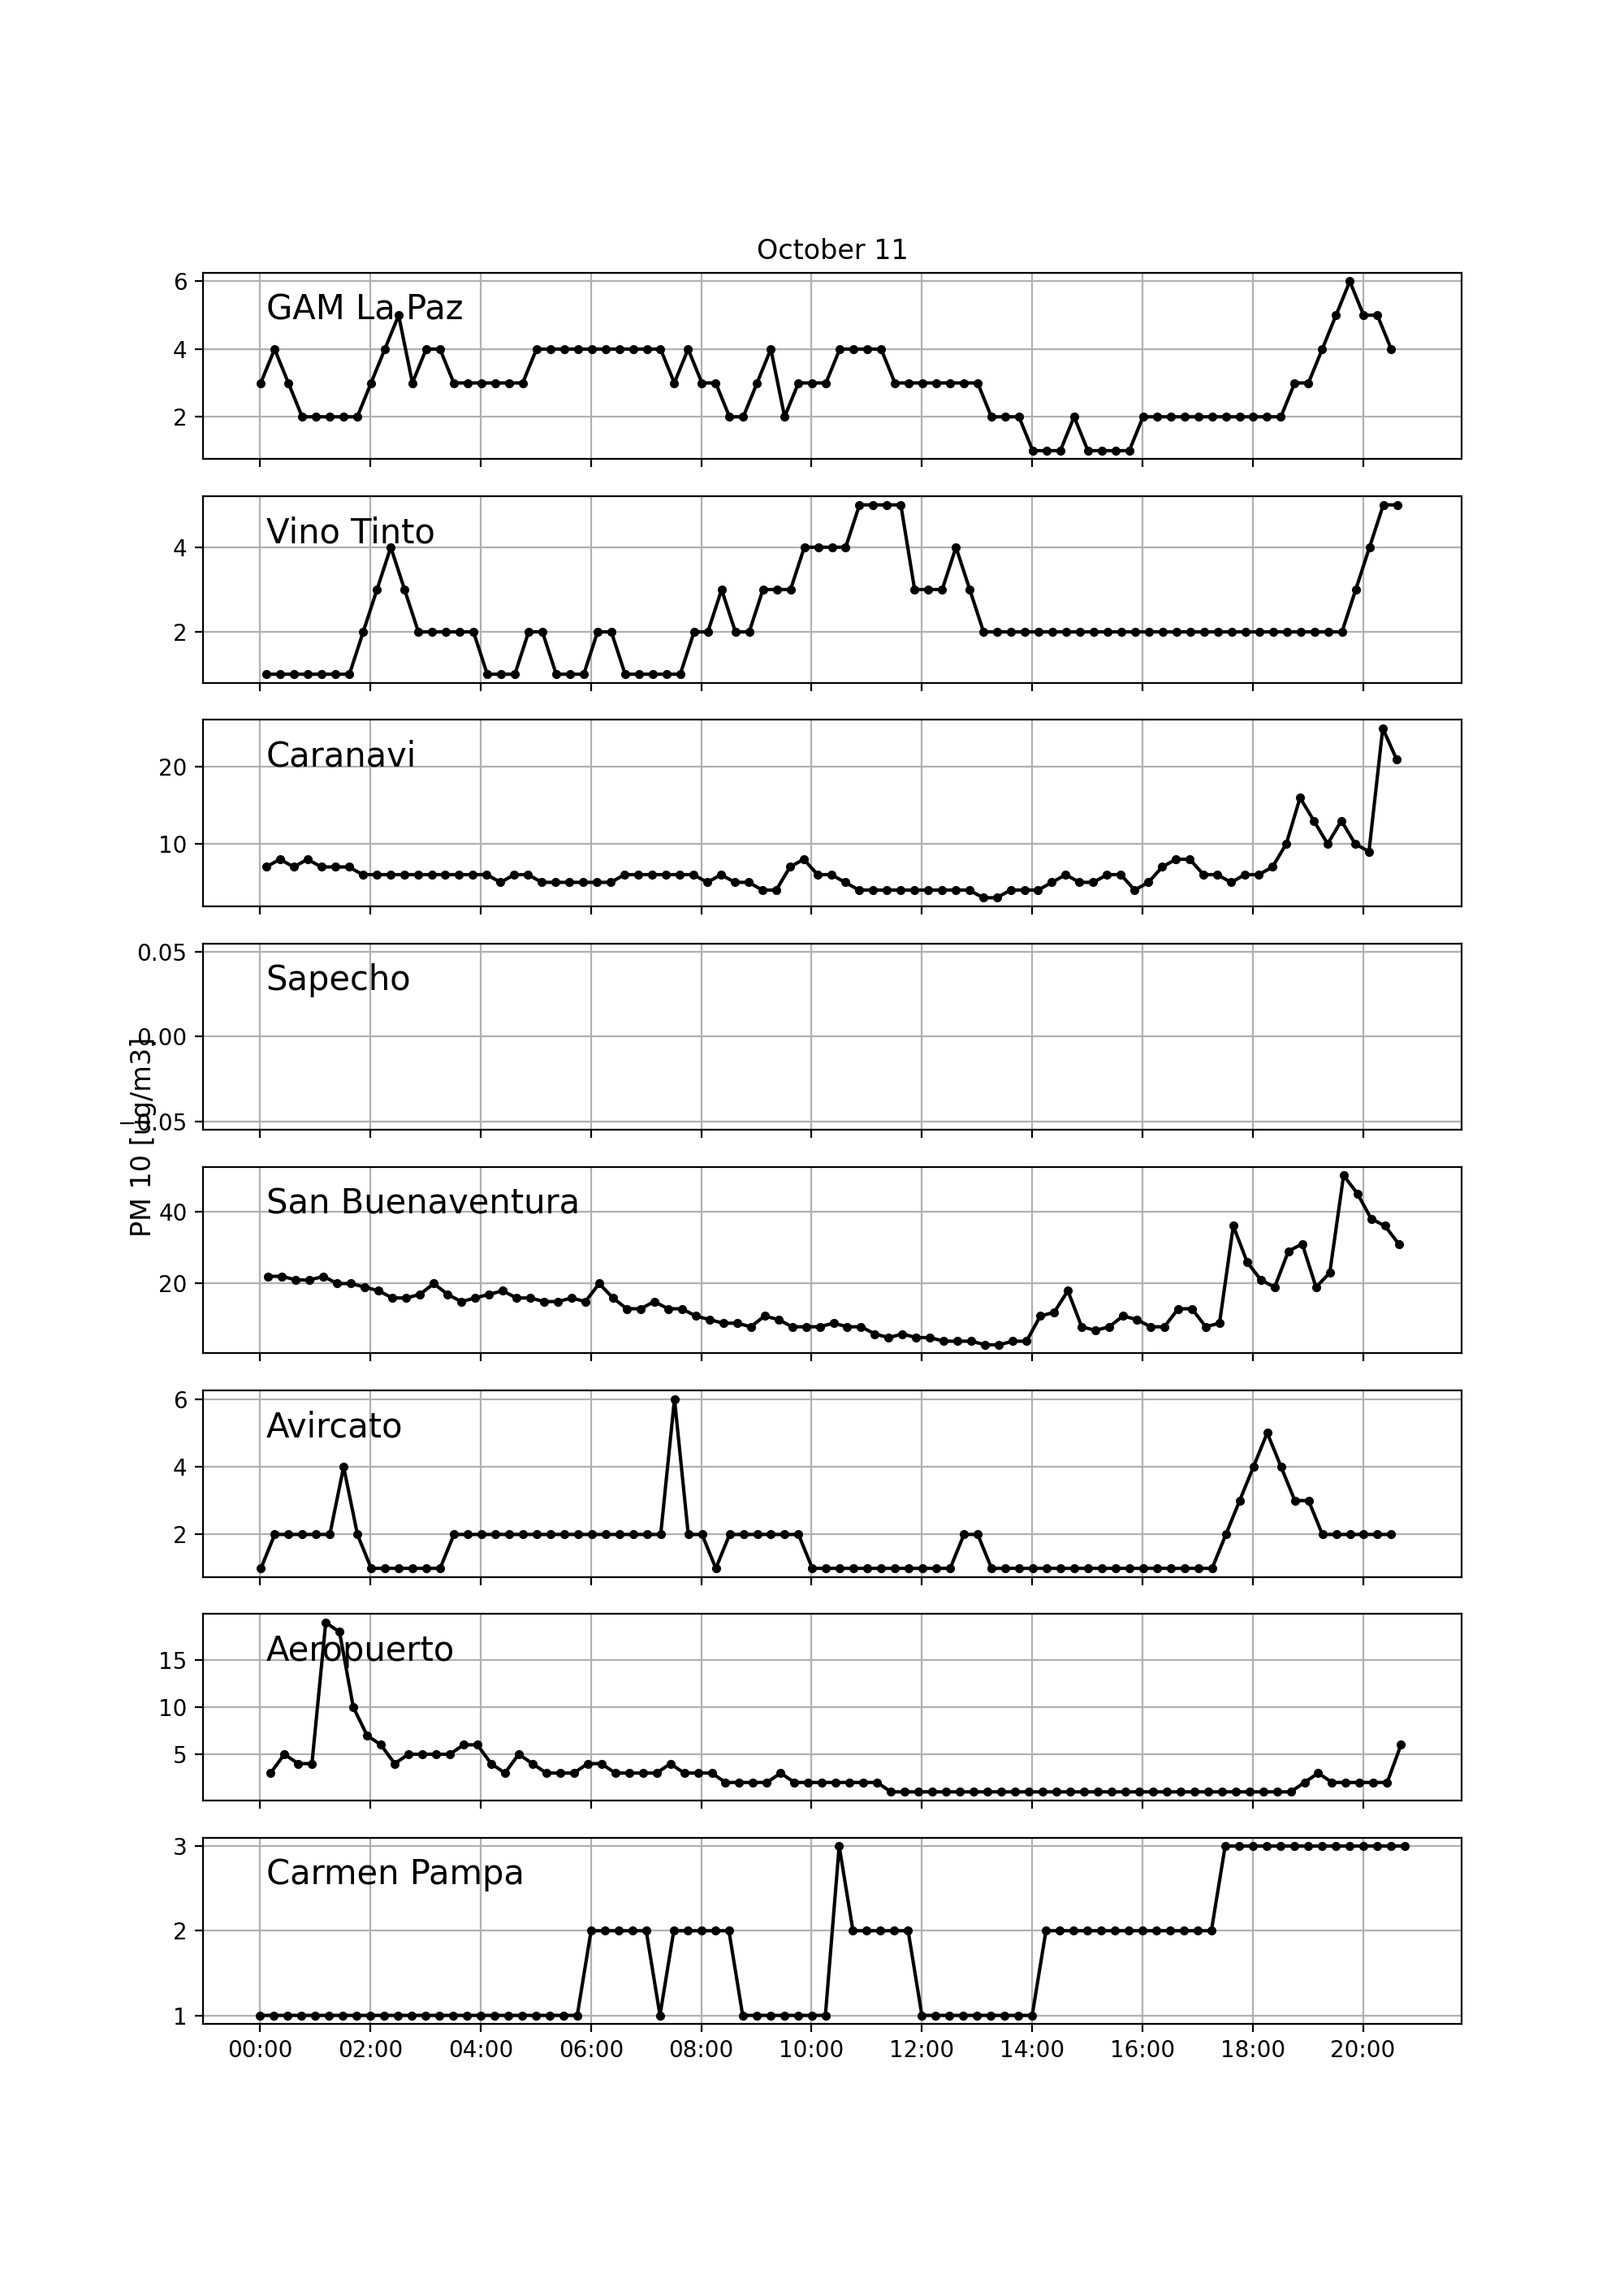 October 11
GAM La Paz
6
4
2
Vino Tinto
4
2
Caranavi
20
10
Sapecho
0.05
0.00
PM 10 [ug/m3]
San Buenaventura
40
20
Avircato
6
4
2
Aeropuerto
15
10
5
Carmen Pampa
3
2
1
00:00 02:00 04:00 06:00 08:00 10:00 12:00 14:00 16:00 18:00 20:00